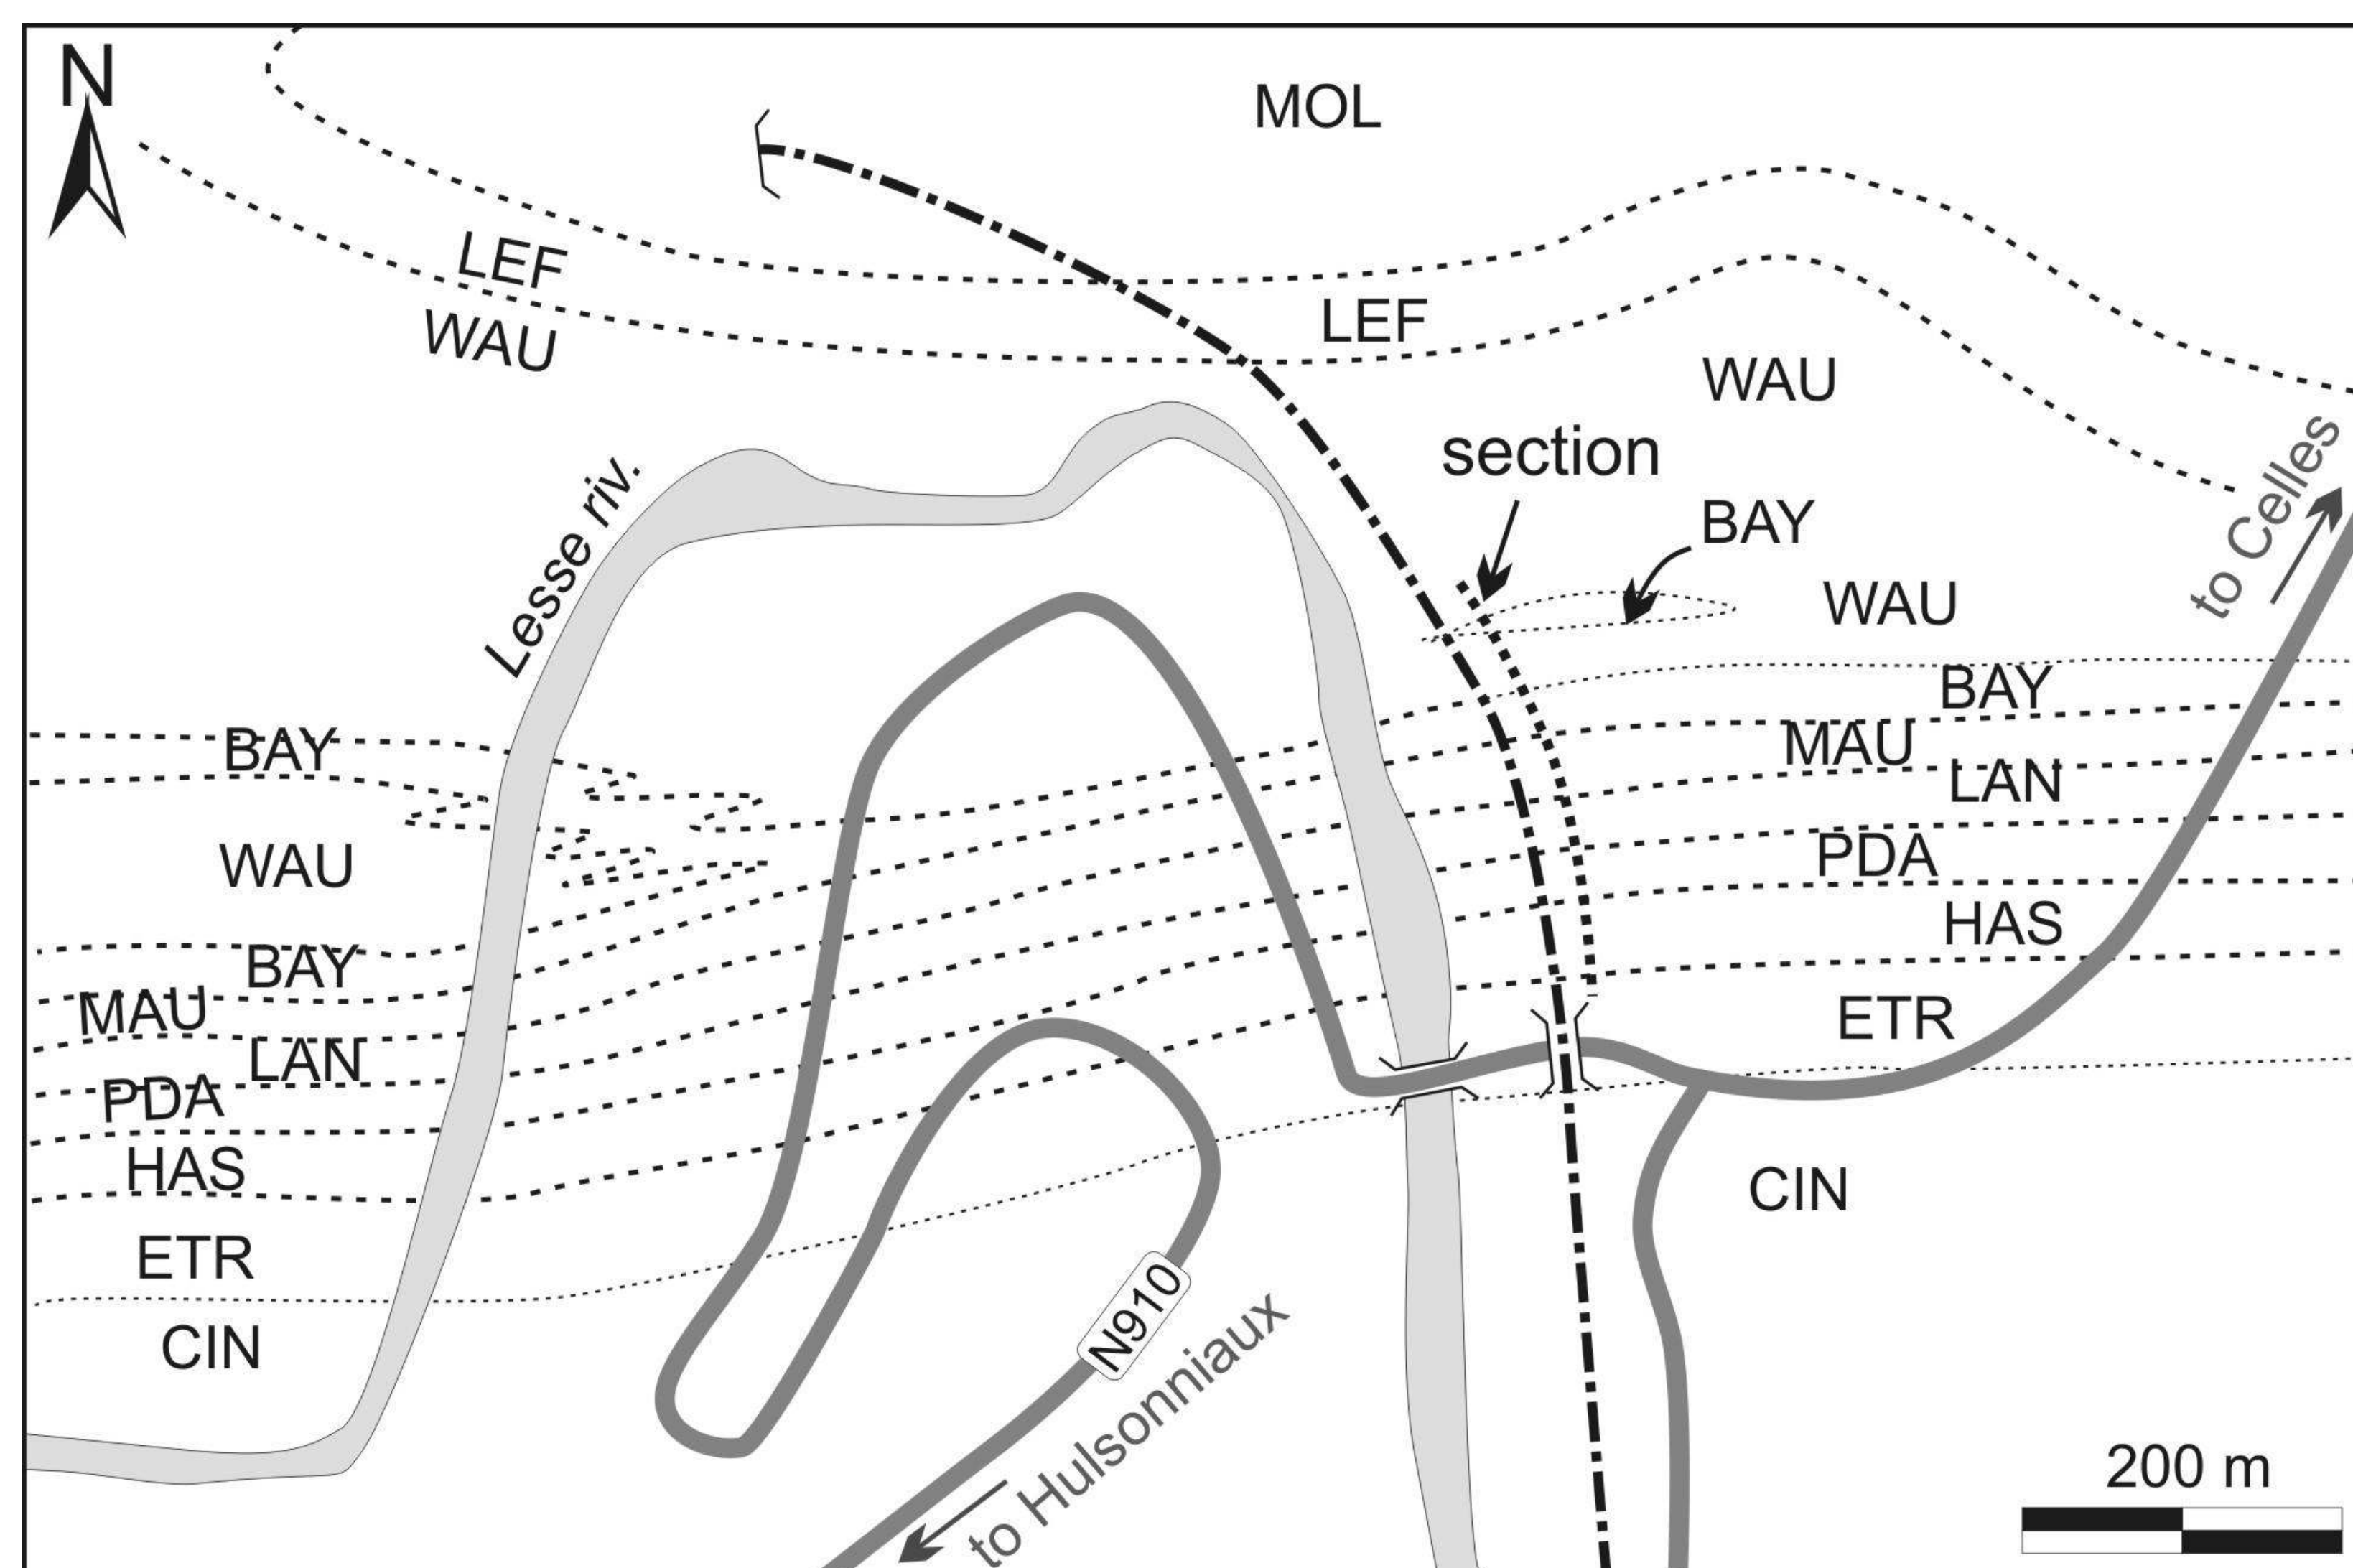 N
MOL
LEF
LEF
WAU
WAU
section
to Celles
Lesse riv.
BAY
WAU
BAY
BAY
MAU
LAN
WAU
PDA
HAS
BAY
MAU
ETR
LAN
PDA
HAS
CIN
ETR
N910
CIN
to Hulsonniaux
200 m